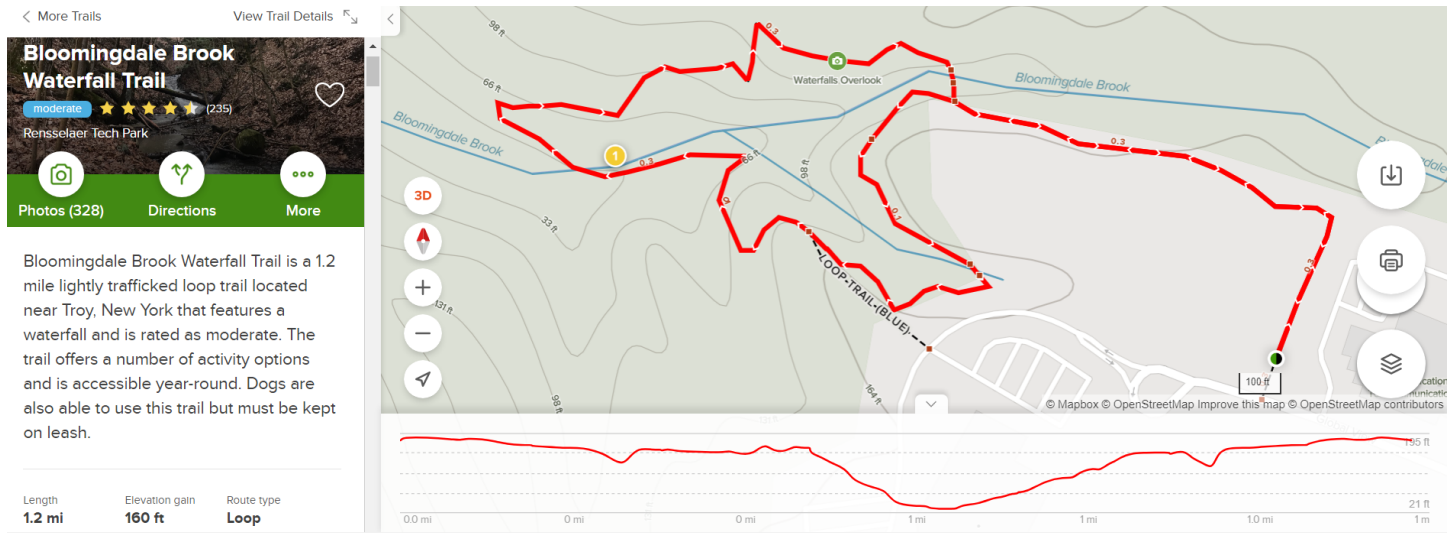 More Trails
View Trail Details
Bloomingdale Brook
Waterfall Trail
moderate
(235)
Rensselaer Tech Park
Photos (328)
Directions
More
Bloomingdale Brook Waterfall Trail is a 1.2
mile lightly trafficked loop trail located
near Troy, New York that features a
waterfall and is rated as moderate. The
trail offers a number of activity options
and is accessible year-round. Dogs are
also able to use this trail but must be kept
on leash.
Length
Elevation gain
Route type
1.2 mi
160 ft
Loop
98 ft
0.3
Waterfalls Overlook
Bloomingdale Brook
66 ft
Bloomingdale Brook
0.3
1
0.3
66 ft
98 ft
3D
33 ft
0.1
0.3
LOOP-TRAIL-(BLUE)
131 ft
164 ft
98 ft
100 ft
© Mapbox © OpenStreetMap Improve this map © OpenStreetMap contributors
195 ft
21 ft
0.0 mi
0 mi
0 mi
1 mi
1 mi
1.0 mi
1 m